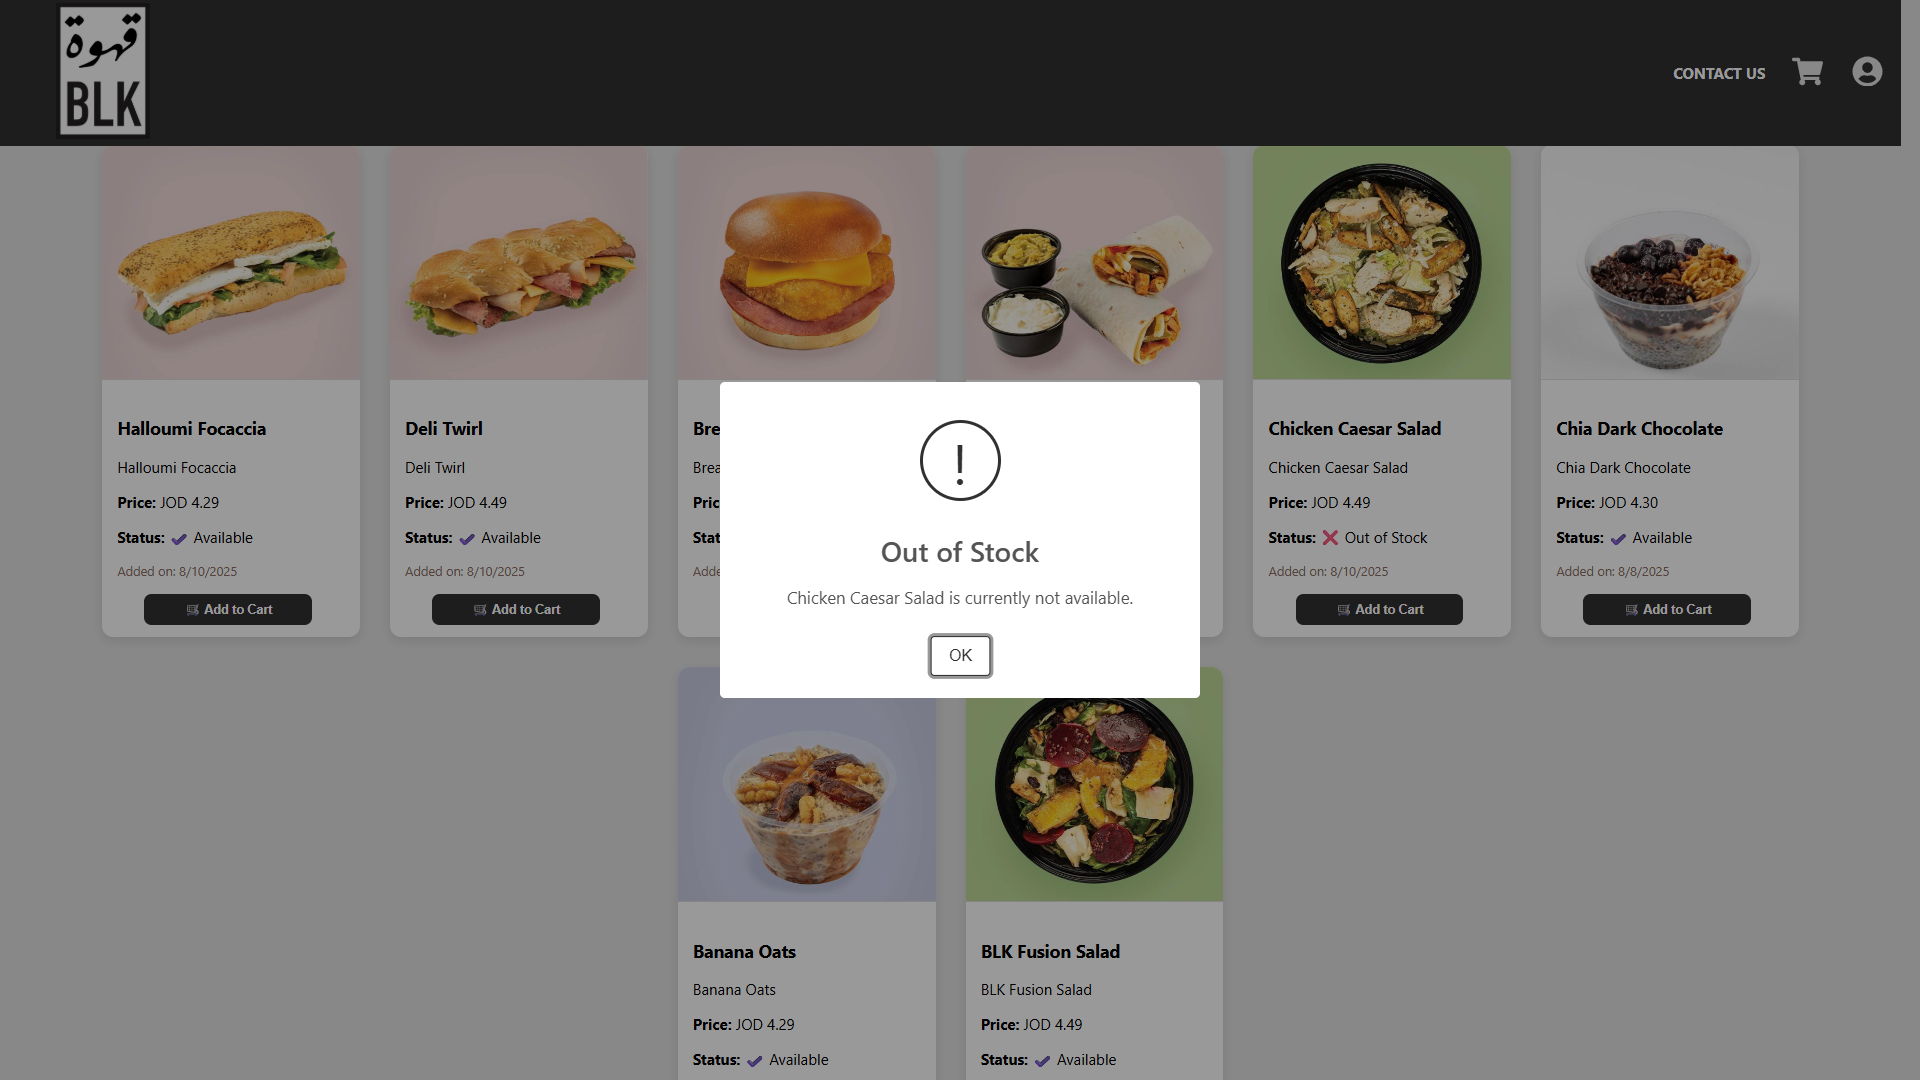 قهوة
BLK
CONTACT US
Halloumi Focaccia
Halloumi Focaccia
Price: JOD 4.29
Status: ✔ Available
Added on: 8/10/2025
🛒 Add to Cart
Deli Twirl
Deli Twirl
Price: JOD 4.49
Status: ✔ Available
Added on: 8/10/2025
🛒 Add to Cart
Bre
Brea
Pric
Stat
Adde
Chicken Caesar Salad
Chicken Caesar Salad
Price: JOD 4.49
Status: ❌ Out of Stock
Added on: 8/10/2025
🛒 Add to Cart
Chia Dark Chocolate
Chia Dark Chocolate
Price: JOD 4.30
Status: ✔ Available
Added on: 8/8/2025
🛒 Add to Cart
!
Out of Stock
Chicken Caesar Salad is currently not available.
OK
Banana Oats
Banana Oats
Price: JOD 4.29
Status: ✔ Available
BLK Fusion Salad
BLK Fusion Salad
Price: JOD 4.49
Status: ✔ Available